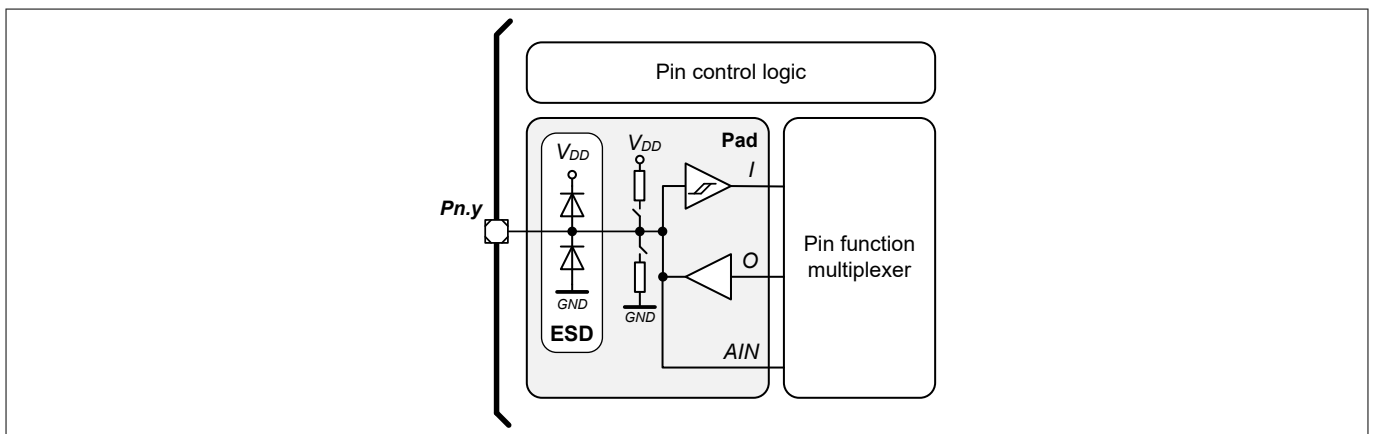 Pin control logic
VDD
VDD
Pad
I
Pn.y
Pin function
multiplexer
O
GND
GND
ESD
AIN